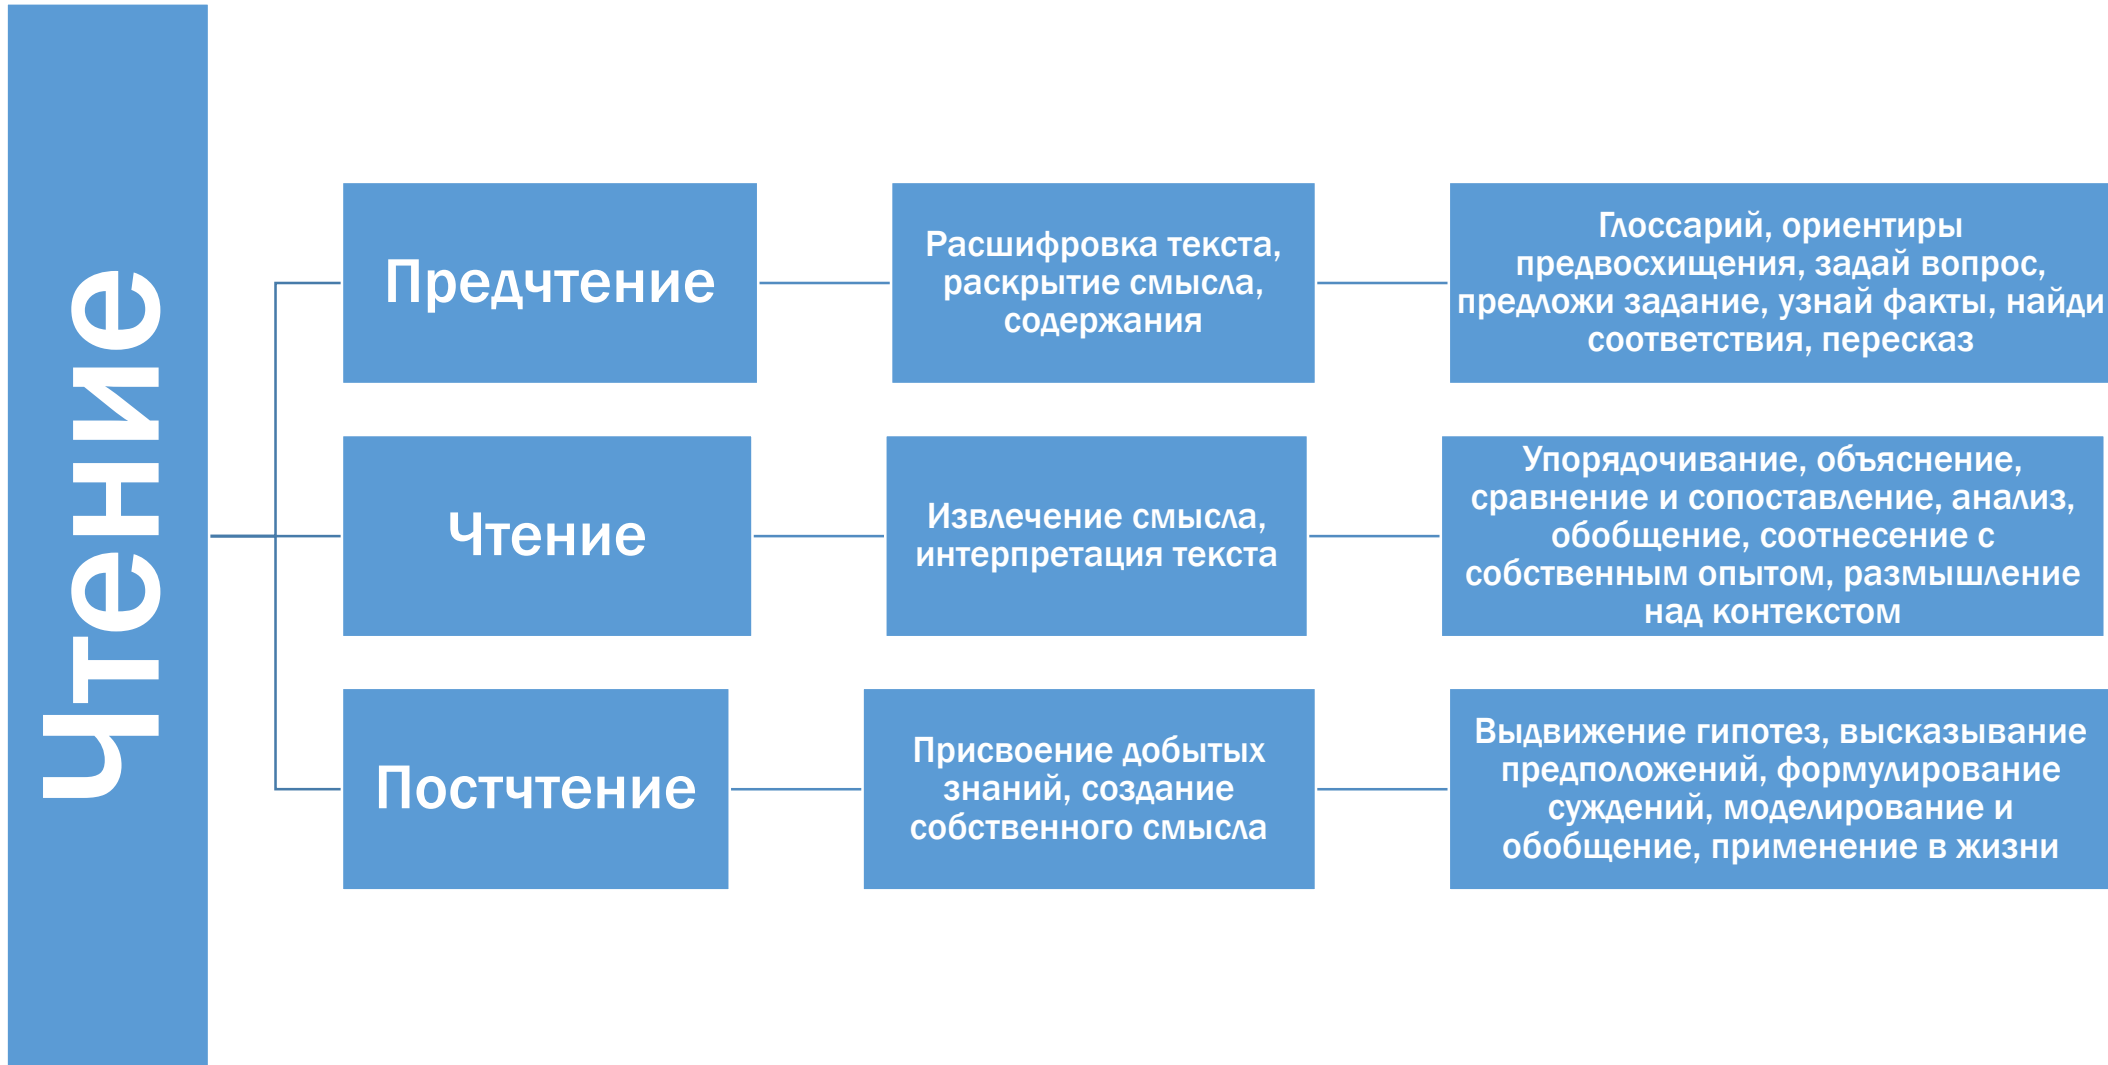 Чтение
Предчтение
Расшифровка текста,
раскрытие смысла,
содержания
Глоссарий, ориентиры
предвосхищения, задай вопрос,
предложи задание, узнай факты, найди
соответствия, пересказ
Чтение
Извлечение смысла,
интерпретация текста
Упорядочивание, объяснение,
сравнение и сопоставление, анализ,
обобщение, соотнесение с
собственным опытом, размышление
над контекстом
Постчтение
Присвоение добытых
знаний, создание
собственного смысла
Выдвижение гипотез, высказывание
предположений, формулирование
суждений, моделирование и
обобщение, применение в жизни